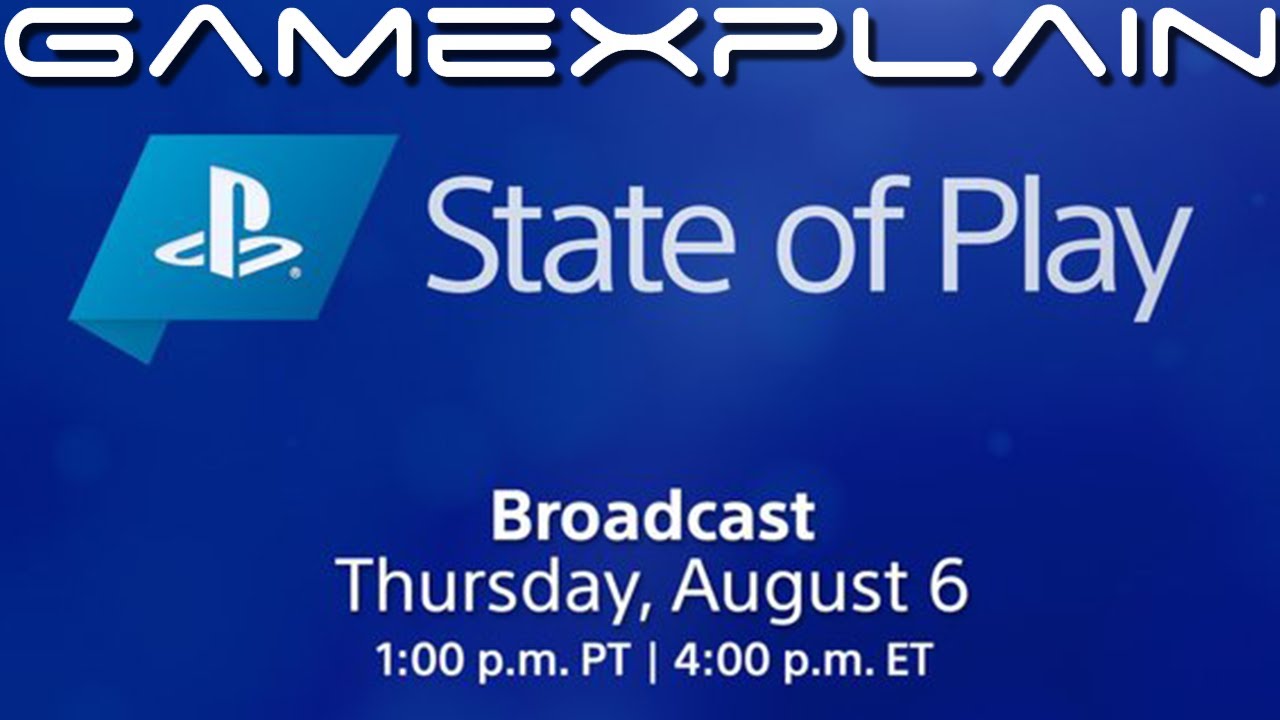 GAMEXPLAIN
State of Play
Broadcast
Thursday, August 6
1:00 p.m. PT | 4:00 p.m. ET